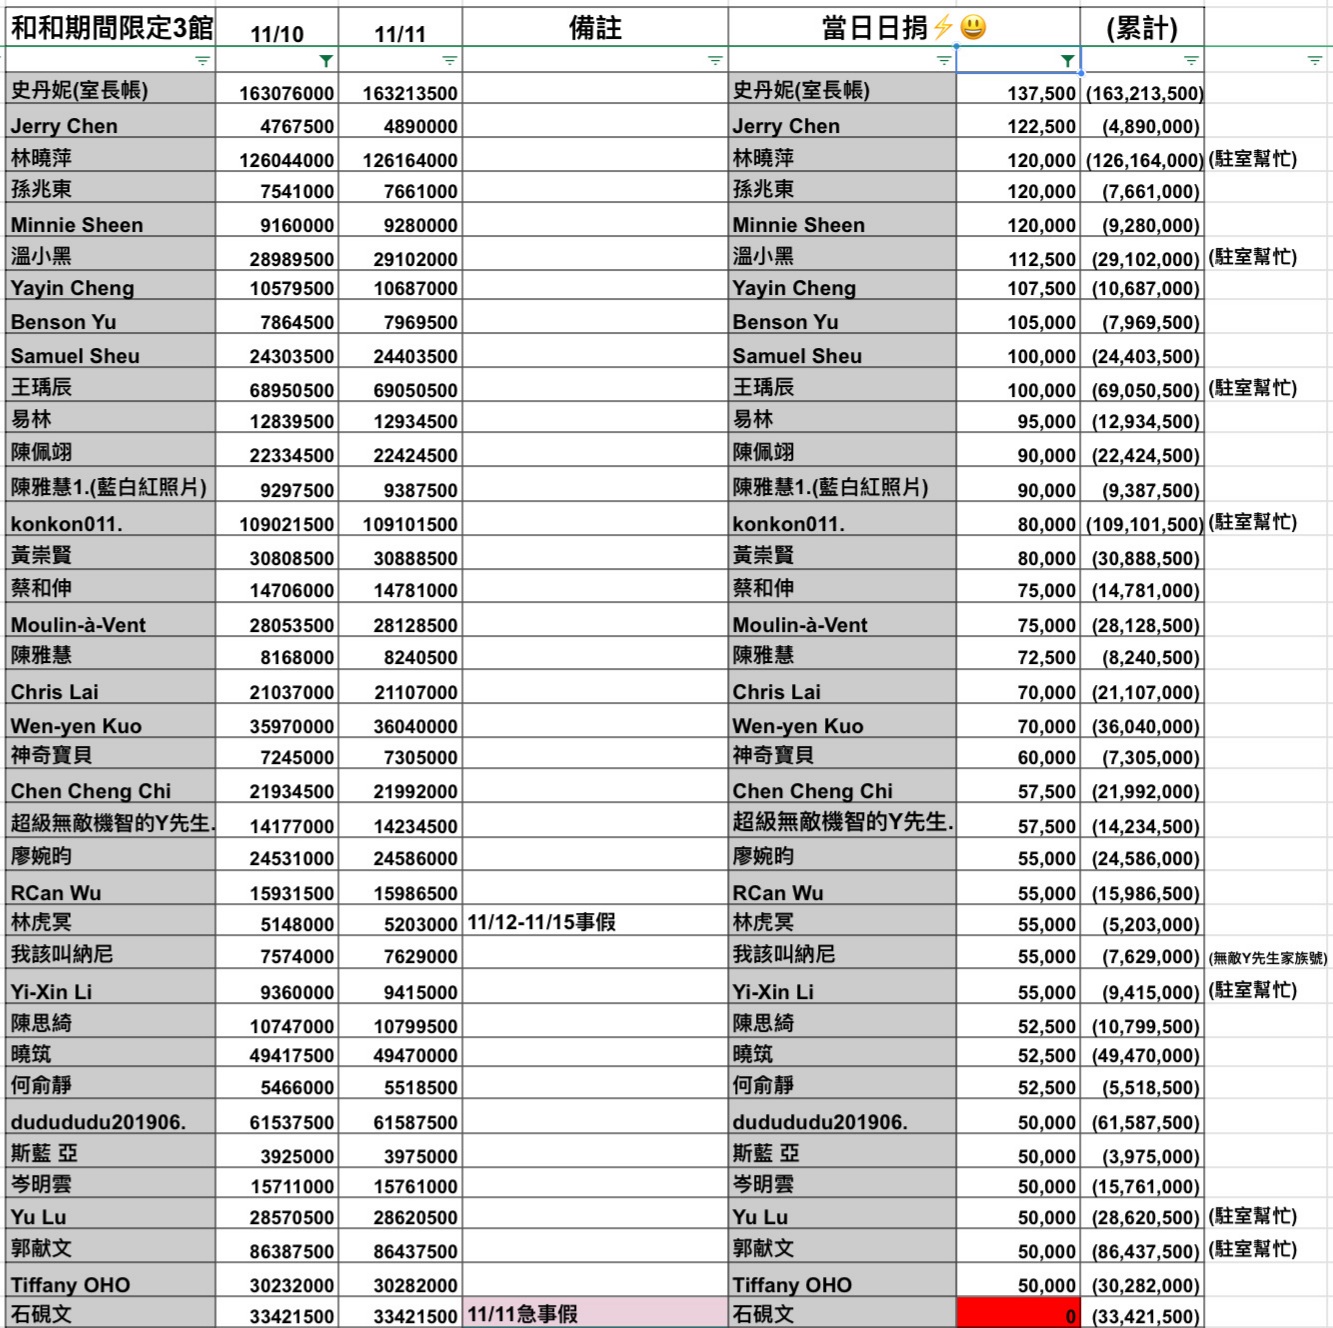 和和期間限定3館 11/10 11/11 備註 當日日捐⚡😃 (累計)
史丹妮(室長帳) 163076000 163213500 史丹妮(室長帳) 137,500 (163,213,500)
Jerry Chen 4767500 4890000 Jerry Chen 122,500 (4,890,000)
林曉萍 126044000 126164000 林曉萍 120,000 (126,164,000) (駐室幫忙)
孫兆東 7541000 7661000 孫兆東 120,000 (7,661,000)
Minnie Sheen 9160000 9280000 Minnie Sheen 120,000 (9,280,000)
溫小黑 28989500 29102000 溫小黑 112,500 (29,102,000) (駐室幫忙)
Yayin Cheng 10579500 10687000 Yayin Cheng 107,500 (10,687,000)
Benson Yu 7864500 7969500 Benson Yu 105,000 (7,969,500)
Samuel Sheu 24303500 24403500 Samuel Sheu 100,000 (24,403,500)
王瑀辰 68950500 69050500 王瑀辰 100,000 (69,050,500) (駐室幫忙)
易林 12839500 12934500 易林 95,000 (12,934,500)
陳佩翊 22334500 22424500 陳佩翊 90,000 (22,424,500)
陳雅慧1.(藍白紅照片) 9297500 9387500 陳雅慧1.(藍白紅照片) 90,000 (9,387,500)
konkon011. 109021500 109101500 konkon011. 80,000 (109,101,500) (駐室幫忙)
黃崇賢 30808500 30888500 黃崇賢 80,000 (30,888,500)
蔡和伸 14706000 14781000 蔡和伸 75,000 (14,781,000)
Moulin-à-Vent 28053500 28128500 Moulin-à-Vent 75,000 (28,128,500)
陳雅慧 8168000 8240500 陳雅慧 72,500 (8,240,500)
Chris Lai 21037000 21107000 Chris Lai 70,000 (21,107,000)
Wen-yen Kuo 35970000 36040000 Wen-yen Kuo 70,000 (36,040,000)
神奇寶貝 7245000 7305000 神奇寶貝 60,000 (7,305,000)
Chen Cheng Chi 21934500 21992000 Chen Cheng Chi 57,500 (21,992,000)
超級無敵機智的Y先生. 14177000 14234500 超級無敵機智的Y先生. 57,500 (14,234,500)
廖婉昀 24531000 24586000 廖婉昀 55,000 (24,586,000)
RCan Wu 15931500 15986500 RCan Wu 55,000 (15,986,500)
林虎冥 5148000 5203000 11/12-11/15事假 林虎冥 55,000 (5,203,000)
我該叫納尼 7574000 7629000 我該叫納尼 55,000 (7,629,000) (無敵Y先生家族號)
Yi-Xin Li 9360000 9415000 Yi-Xin Li 55,000 (9,415,000) (駐室幫忙)
陳思綺 10747000 10799500 陳思綺 52,500 (10,799,500)
曉筑 49417500 49470000 曉筑 52,500 (49,470,000)
何俞靜 5466000 5518500 何俞靜 52,500 (5,518,500)
dudududu201906. 61537500 61587500 dudududu201906. 50,000 (61,587,500)
斯藍 亞 3925000 3975000 斯藍 亞 50,000 (3,975,000)
岑明雲 15711000 15761000 岑明雲 50,000 (15,761,000)
Yu Lu 28570500 28620500 Yu Lu 50,000 (28,620,500) (駐室幫忙)
郭献文 86387500 86437500 郭献文 50,000 (86,437,500) (駐室幫忙)
Tiffany OHO 30232000 30282000 Tiffany OHO 50,000 (30,282,000)
石硯文 33421500 33421500 11/11急事假 石硯文 0 (33,421,500)